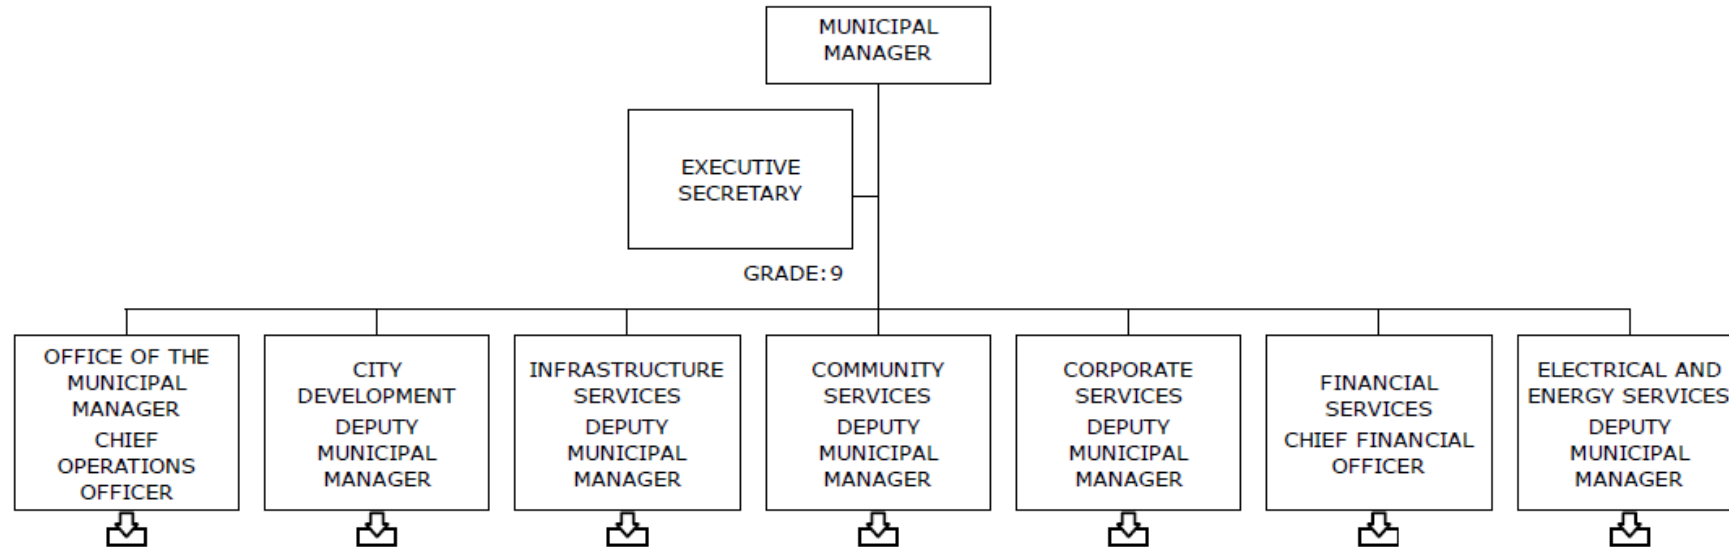 MUNICIPAL
MANAGER
EXECUTIVE
SECRETARY
GRADE:9
OFFICE OF THE
MUNICIPAL
MANAGER
CHIEF
OPERATIONS
OFFICER
CITY
DEVELOPMENT
DEPUTY
MUNICIPAL
MANAGER
INFRASTRUCTURE
SERVICES
DEPUTY
MUNICIPAL
MANAGER
COMMUNITY
SERVICES
DEPUTY
MUNICIPAL
MANAGER
CORPORATE
SERVICES
DEPUTY
MUNICIPAL
MANAGER
FINANCIAL
SERVICES
CHIEF FINANCIAL
OFFICER
ELECTRICAL AND
ENERGY SERVICES
DEPUTY
MUNICIPAL
MANAGER